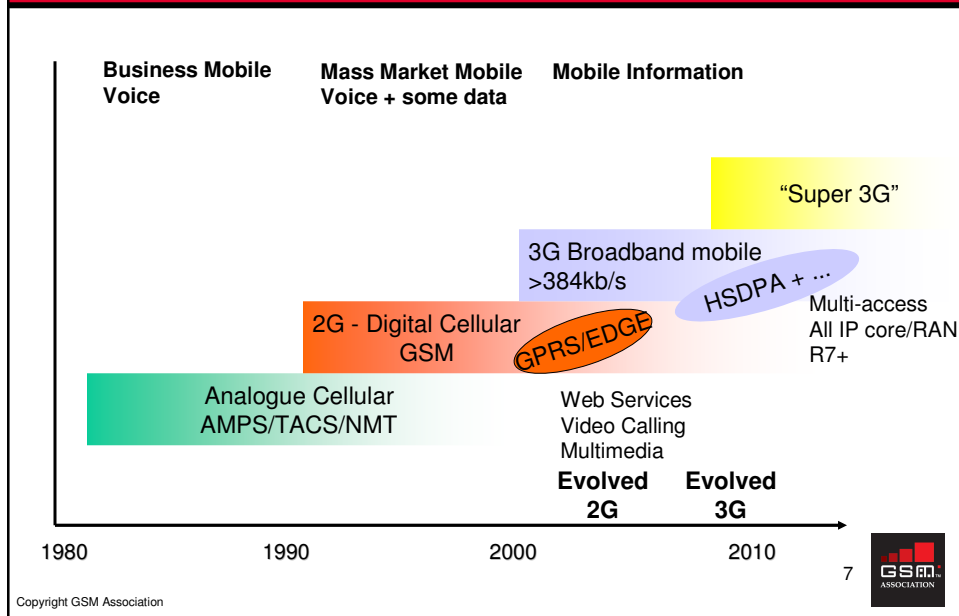 Business Mobile
Voice
Mass Market Mobile
Voice + some data
Mobile Information
“Super 3G”
3G Broadband mobile
>384kb/s
HSDPA + ...
Multi-access
All IP core/RAN
R7+
2G - Digital Cellular
GSM
GPRS/EDGE
Analogue Cellular
AMPS/TACS/NMT
Web Services
Video Calling
Multimedia
Evolved
2G
Evolved
3G
1980
1990
2000
2010
7
GSM™
ASSOCIATION
Copyright GSM Association